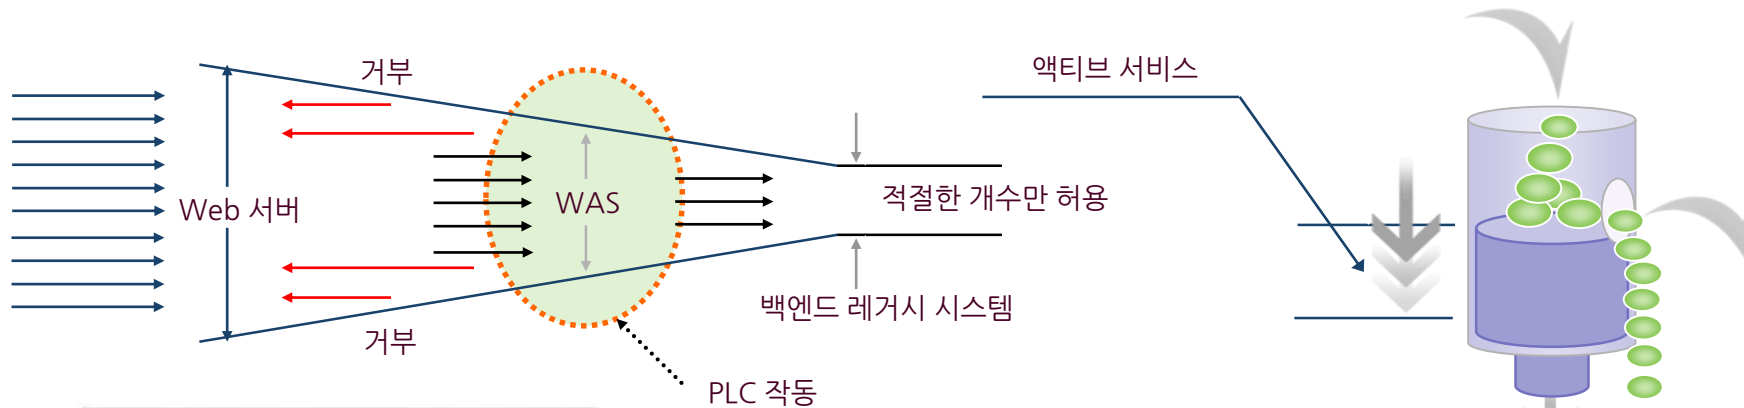 거부
액티브 서비스
Web 서버
WAS
적절한 개수만 허용
백엔드 레거시 시스템
거부
PLC 작동